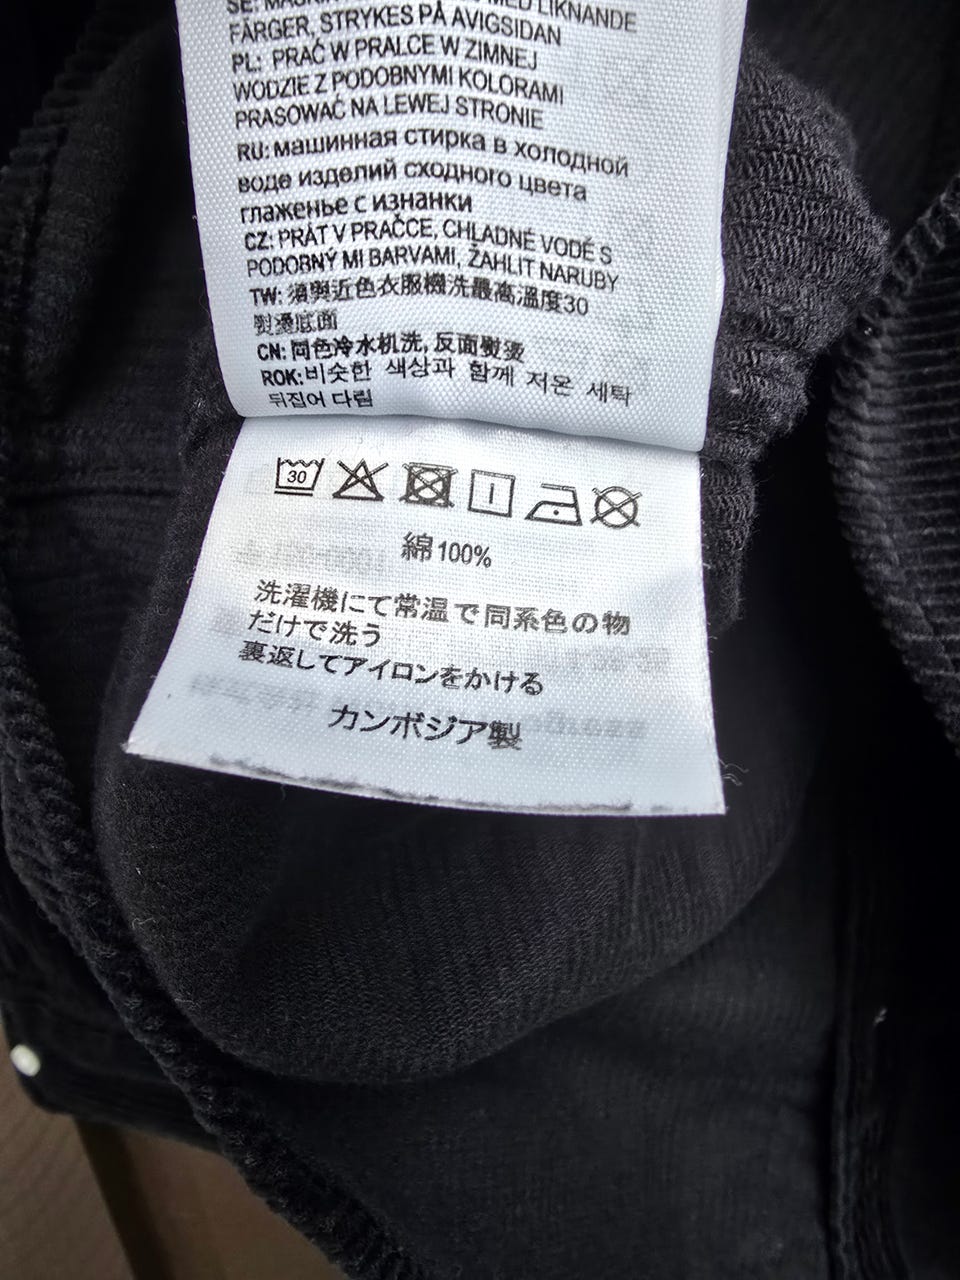 SE: MASKIN MED LIKNANDE
FÄRGER, STRYKES PÅ AVIGSIDAN
PL: PRAĆ W PRALCE W ZIMNEJ
WODZIE Z PODOBNYMI KOLORAMI
PRASOWAĆ NA LEWEJ STRONIE
RU: машинная стирка в холодной
воде изделий сходного цвета
глаженье с изнанки
CZ: PRÁT V PRAČCE, CHLADNÉ VODĚ S
PODOBNÝ MI BARVAMI, ŽAHLIT NARUBY
TW: 須與近色衣服機洗最高溫度30
熨燙底面
CN: 同色冷水机洗, 反面熨烫
ROK: 비슷한 색상과 함께 저온 세탁
뒤집어 다림
30
綿100%
洗濯機にて常温で同系色の物
だけで洗う
裏返してアイロンをかける
カンボジア製